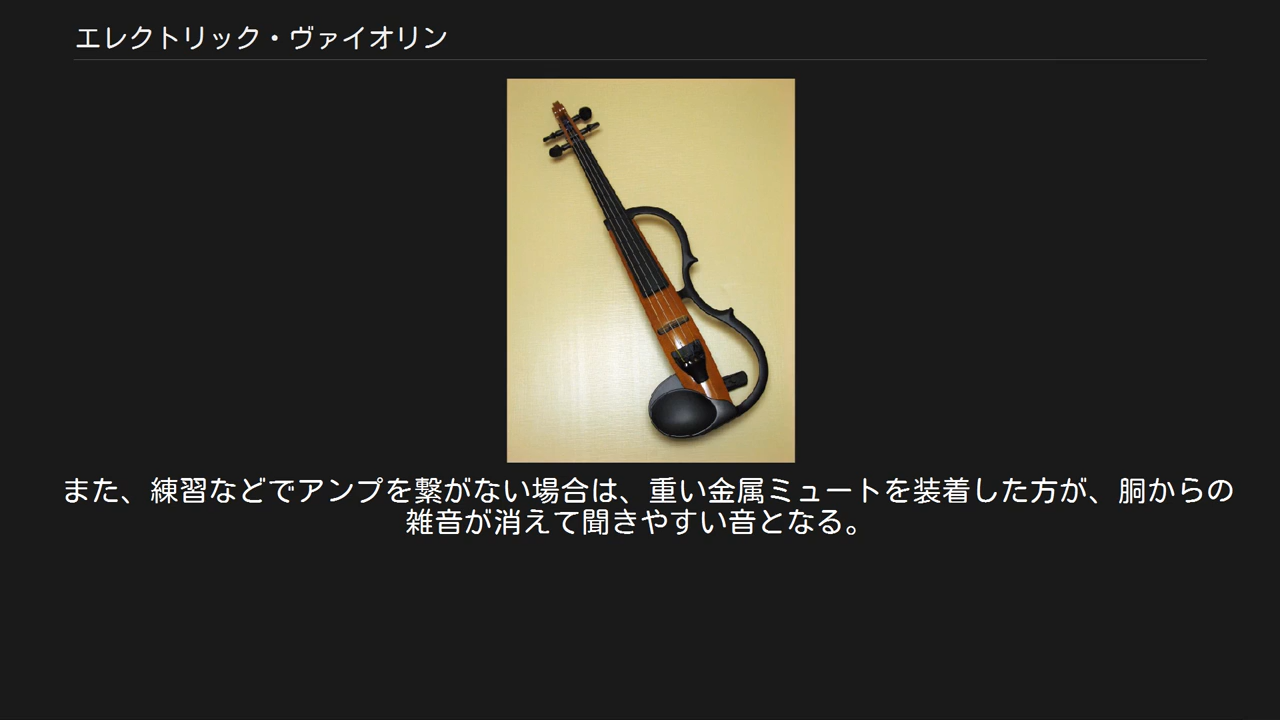 エレクトリック・ヴァイオリン
また、練習などでアンプを繋がない場合は、重い金属ミュートを装着した方が、胴からの
雑音が消えて聞きやすい音となる。